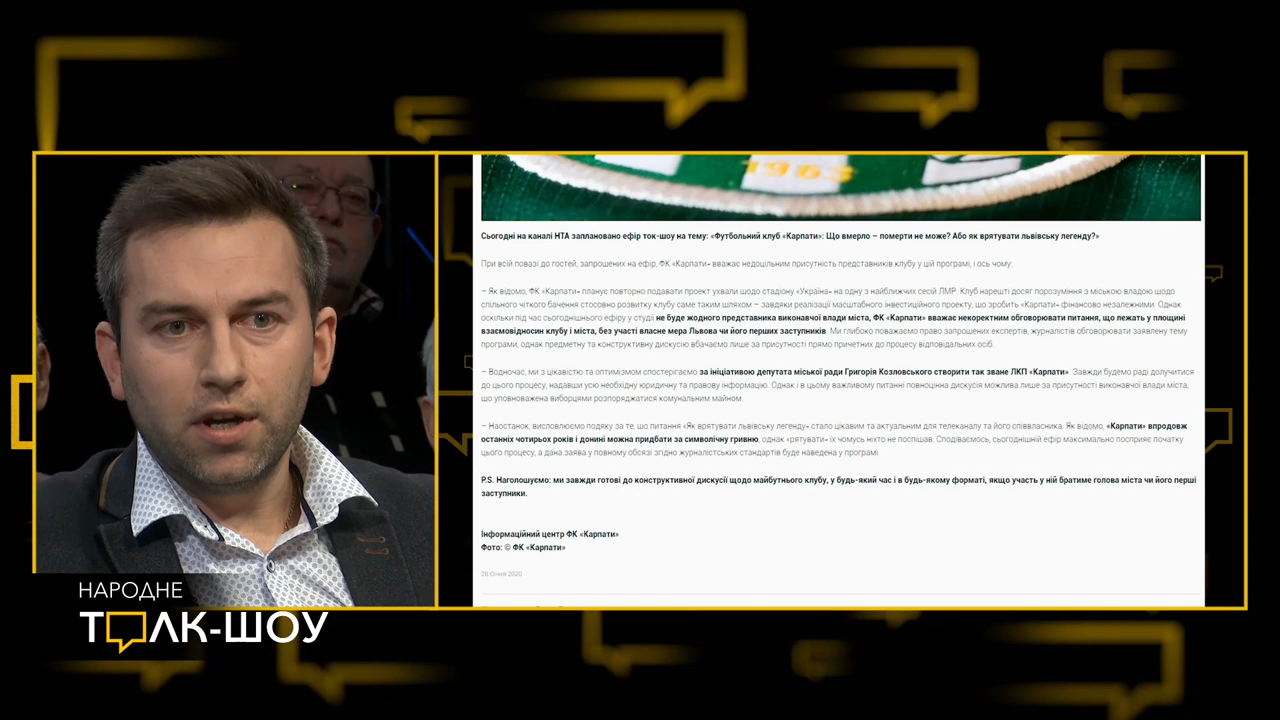 1963
Сьогодні на каналі НТА заплановано ефір ток-шоу на тему: «Футбольний клуб «Карпати»: Що вмерло – померти не може? Або як врятувати львівську легенду?»
При всій повазі до гостей, запрошених на ефір, ФК «Карпати» вважає недоцільним присутність представників клубу у цій програмі, і ось чому:
– Як відомо, ФК «Карпати» планує повторно подавати проект ухвали щодо стадіону «Україна» на одну з найближчих сесій ЛМР. Клуб нарешті досяг порозуміння з міською владою щодо
спільного чіткого бачення стосовно розвитку клубу саме таким шляхом – завдяки реалізації масштабного інвестиційного проекту, що зробить «Карпати» фінансово незалежними. Однак
оскільки під час сьогоднішнього ефіру у студії не буде жодного представника виконавчої влади міста, ФК «Карпати» вважає некоректним обговорювати питання, що лежать у площині
взаємовідносин клубу і міста, без участі власне мера Львова чи його перших заступників. Ми глибоко поважаємо право запрошених експертів, журналістів обговорювати заявлену тему
програми, однак предметну та конструктивну дискусію вбачаємо лише за присутності прямо причетних до процесу відповідальних осіб.
– Водночас, ми з цікавістю та оптимізмом спостерігаємо за ініціативою депутата міської ради Григорія Козловського створити так зване ЛКП «Карпати». Завжди будемо раді долучитися
до цього процесу, надавши усю необхідну юридичну та правову інформацію. Однак і в цьому важливому питанні повноцінна дискусія можлива лише за присутності виконавчої влади міста,
що уповноважена виборцями розпоряджатися комунальним майном.
– Наостанок, висловлюємо подяку за те, що питання «Як врятувати львівську легенду» стало цікавим та актуальним для телеканалу та його співвласника. Як відомо, «Карпати» впродовж
останніх чотирьох років і донині можна придбати за символічну гривню, однак «рятувати» їх чомусь ніхто не поспішав. Сподіваємось, сьогоднішній ефір максимально посприяє початку
цього процесу, а дана заява у повному обсязі згідно журналістських стандартів буде наведена у програмі.
P.S. Наголошуємо: ми завжди готові до конструктивної дискусії щодо майбутнього клубу, у будь-який час і в будь-якому форматі, якщо участь у ній братиме голова міста чи його перші
заступники.
Інформаційний центр ФК «Карпати»
Фото: © ФК «Карпати»
28 Січня 2020
НАРОДНЕ
ТОЛК-ШОУ